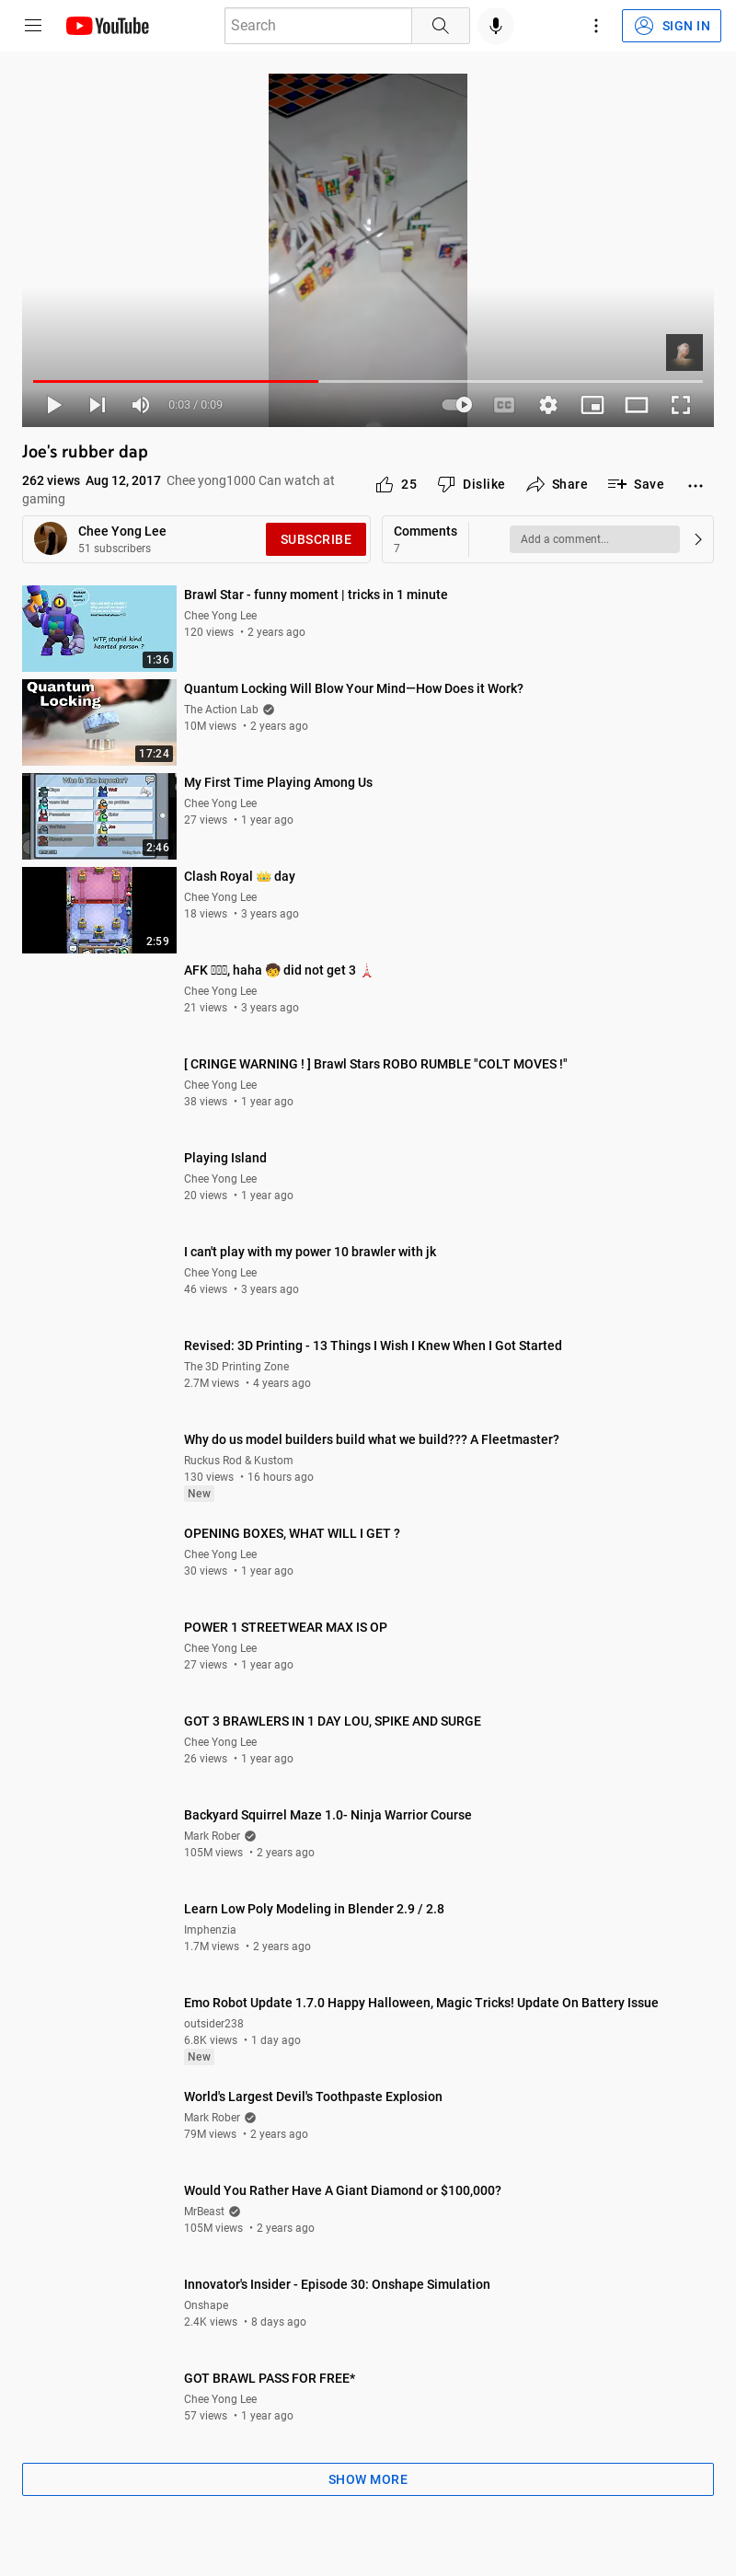 YouTube
Search
SIGN IN
0:03 / 0:09
CC
Joe's rubber dap
262 views Aug 12, 2017 Chee yong1000 Can watch at
gaming
25
Dislike
Share
Save
Chee Yong Lee
51 subscribers
SUBSCRIBE
Comments
7
Add a comment...
WTF, stupid kind
hearted person ?
1:36
Brawl Star - funny moment | tricks in 1 minute
Chee Yong Lee
120 views • 2 years ago
Quantum
Locking
17:24
Quantum Locking Will Blow Your Mind—How Does it Work?
The Action Lab
10M views • 2 years ago
Who Is The Impostor?
2:46
My First Time Playing Among Us
Chee Yong Lee
27 views • 1 year ago
2:59
Clash Royal 👑 day
Chee Yong Lee
18 views • 3 years ago
AFK , haha 🧒 did not get 3 🗼
Chee Yong Lee
21 views • 3 years ago
[ CRINGE WARNING ! ] Brawl Stars ROBO RUMBLE "COLT MOVES !"
Chee Yong Lee
38 views • 1 year ago
Playing Island
Chee Yong Lee
20 views • 1 year ago
I can't play with my power 10 brawler with jk
Chee Yong Lee
46 views • 3 years ago
Revised: 3D Printing - 13 Things I Wish I Knew When I Got Started
The 3D Printing Zone
2.7M views • 4 years ago
Why do us model builders build what we build??? A Fleetmaster?
Ruckus Rod & Kustom
130 views • 16 hours ago
New
OPENING BOXES, WHAT WILL I GET ?
Chee Yong Lee
30 views • 1 year ago
POWER 1 STREETWEAR MAX IS OP
Chee Yong Lee
27 views • 1 year ago
GOT 3 BRAWLERS IN 1 DAY LOU, SPIKE AND SURGE
Chee Yong Lee
26 views • 1 year ago
Backyard Squirrel Maze 1.0- Ninja Warrior Course
Mark Rober
105M views • 2 years ago
Learn Low Poly Modeling in Blender 2.9 / 2.8
Imphenzia
1.7M views • 2 years ago
Emo Robot Update 1.7.0 Happy Halloween, Magic Tricks! Update On Battery Issue
outsider238
6.8K views • 1 day ago
New
World's Largest Devil's Toothpaste Explosion
Mark Rober
79M views • 2 years ago
Would You Rather Have A Giant Diamond or $100,000?
MrBeast
105M views • 2 years ago
Innovator's Insider - Episode 30: Onshape Simulation
Onshape
2.4K views • 8 days ago
GOT BRAWL PASS FOR FREE*
Chee Yong Lee
57 views • 1 year ago
SHOW MORE